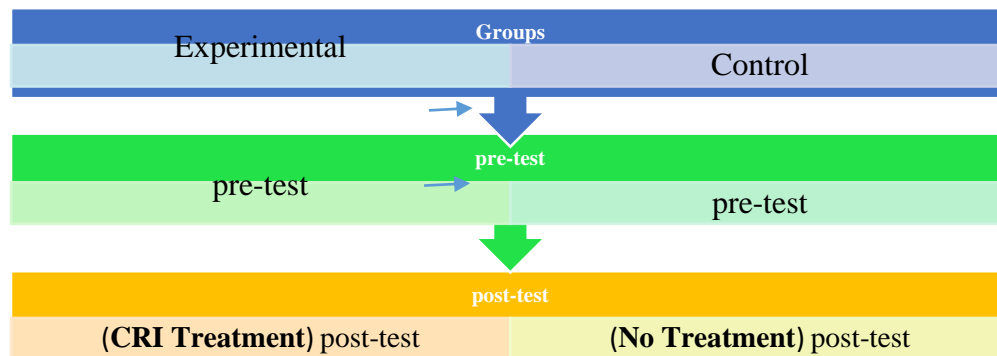 Groups
Experimental
Control
pre-test
pre-test
pre-test
post-test
(CRI Treatment) post-test
(No Treatment) post-test